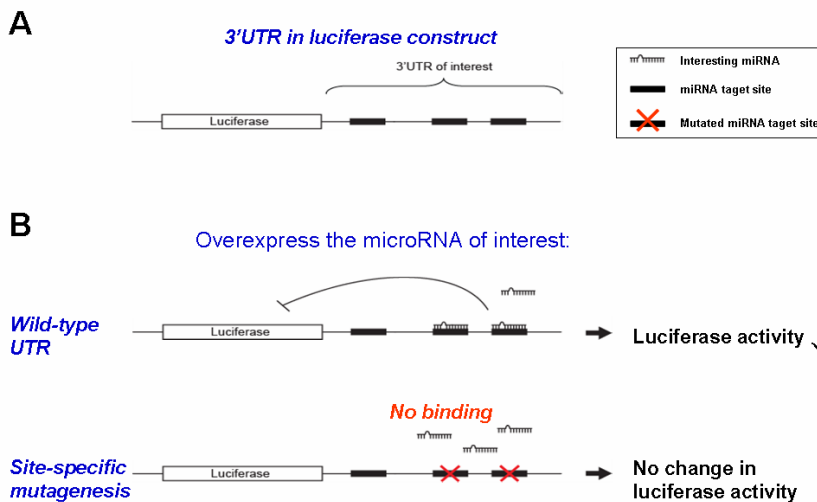 A
3'UTR in luciferase construct
3'UTR of interest
Luciferase
Interesting miRNA
miRNA taget site
Mutated miRNA taget site
B
Overexpress the microRNA of interest:
Wild-type
UTR
Luciferase
Luciferase activity
No binding
Site-specific
mutagenesis
Luciferase
No change in
luciferase activity